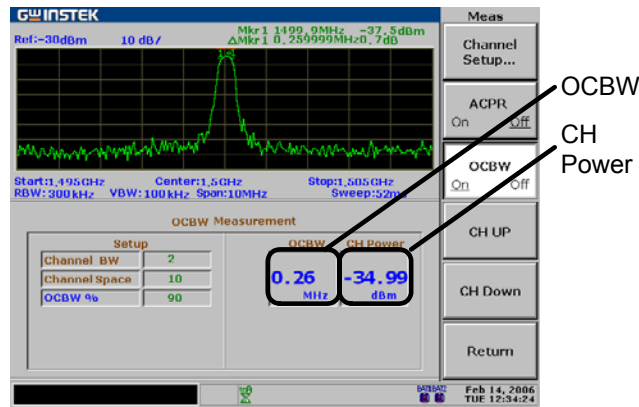 GWINSTEK
Meas
Ref:-30dBm 10 dB/ Mkr1 1499.9MHz -37.5dBm
ΔMkr1 0.259999MHz0.7dB
Channel
Setup...
OCBW
ACPR
On Off
CH
Power
OCBW
On Off
Start:1.495GHz Center:1.5GHz Stop:1.505GHz
RBW:300kHz VBW:100kHz Span:10MHz Sweep:52ms
OCBW Measurement
CH UP
Setup OCBW CH Power
Channel BW 2
Channel Space 10 0.26 -34.99
OCBW % 90 MHz dBm
CH Down
Return
BAT1BAT2 Feb 14, 2006
TUE 12:34:24